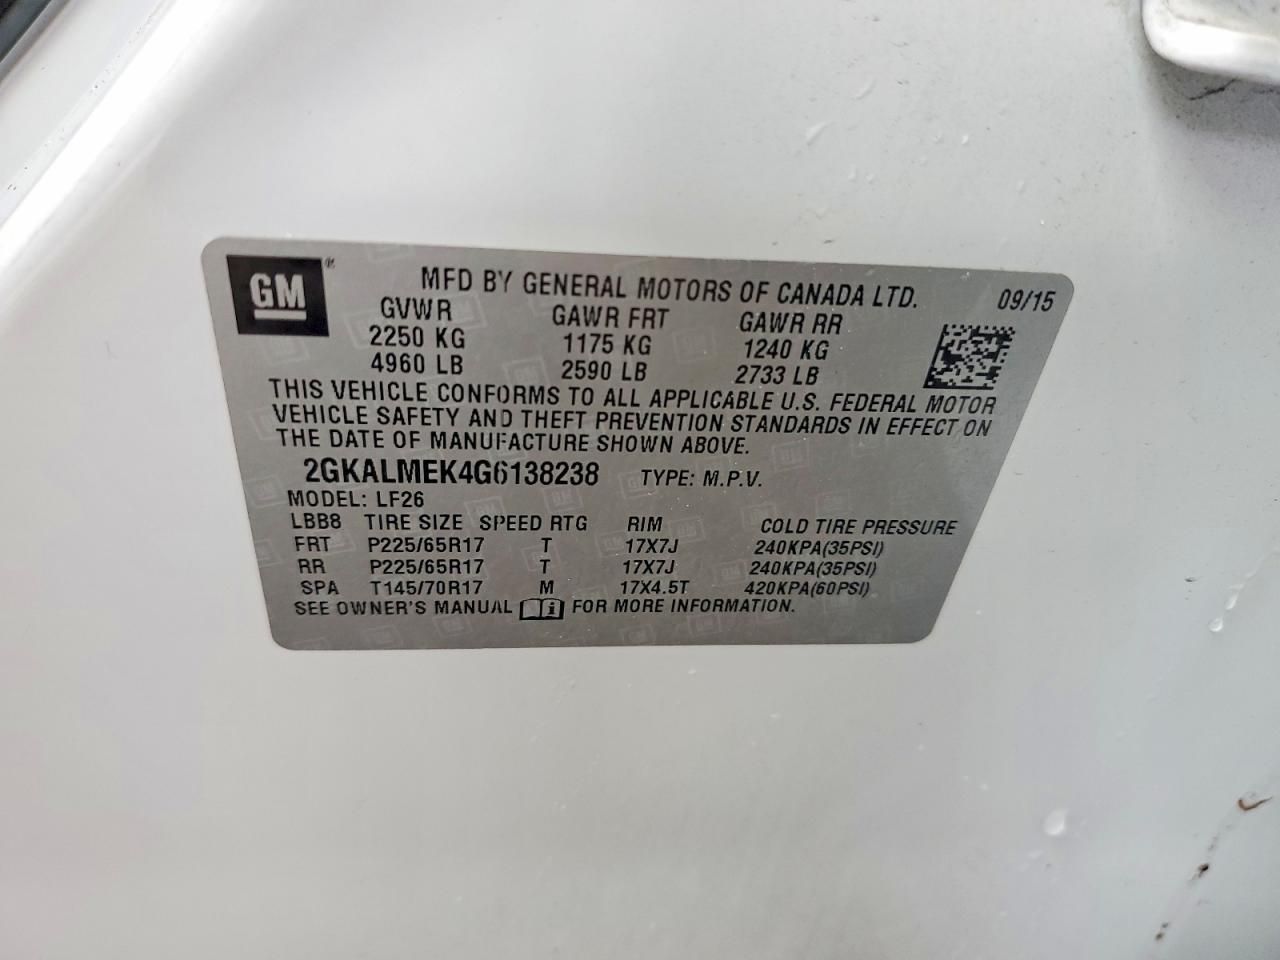 GM ®
MFD BY GENERAL MOTORS OF CANADA LTD. 09/15
GVWR GAWR FRT GAWR RR
2250 KG 1175 KG 1240 KG
4960 LB 2590 LB 2733 LB
THIS VEHICLE CONFORMS TO ALL APPLICABLE U.S. FEDERAL MOTOR
VEHICLE SAFETY AND THEFT PREVENTION STANDARDS IN EFFECT ON
THE DATE OF MANUFACTURE SHOWN ABOVE.
2GKALMEK4G6138238 TYPE: M.P.V.
MODEL: LF26
LBB8 TIRE SIZE SPEED RTG RIM COLD TIRE PRESSURE
FRT P225/65R17 T 17X7J 240KPA(35PSI)
RR P225/65R17 T 17X7J 240KPA(35PSI)
SPA T145/70R17 M 17X4.5T 420KPA(60PSI)
SEE OWNER'S MANUAL i FOR MORE INFORMATION.